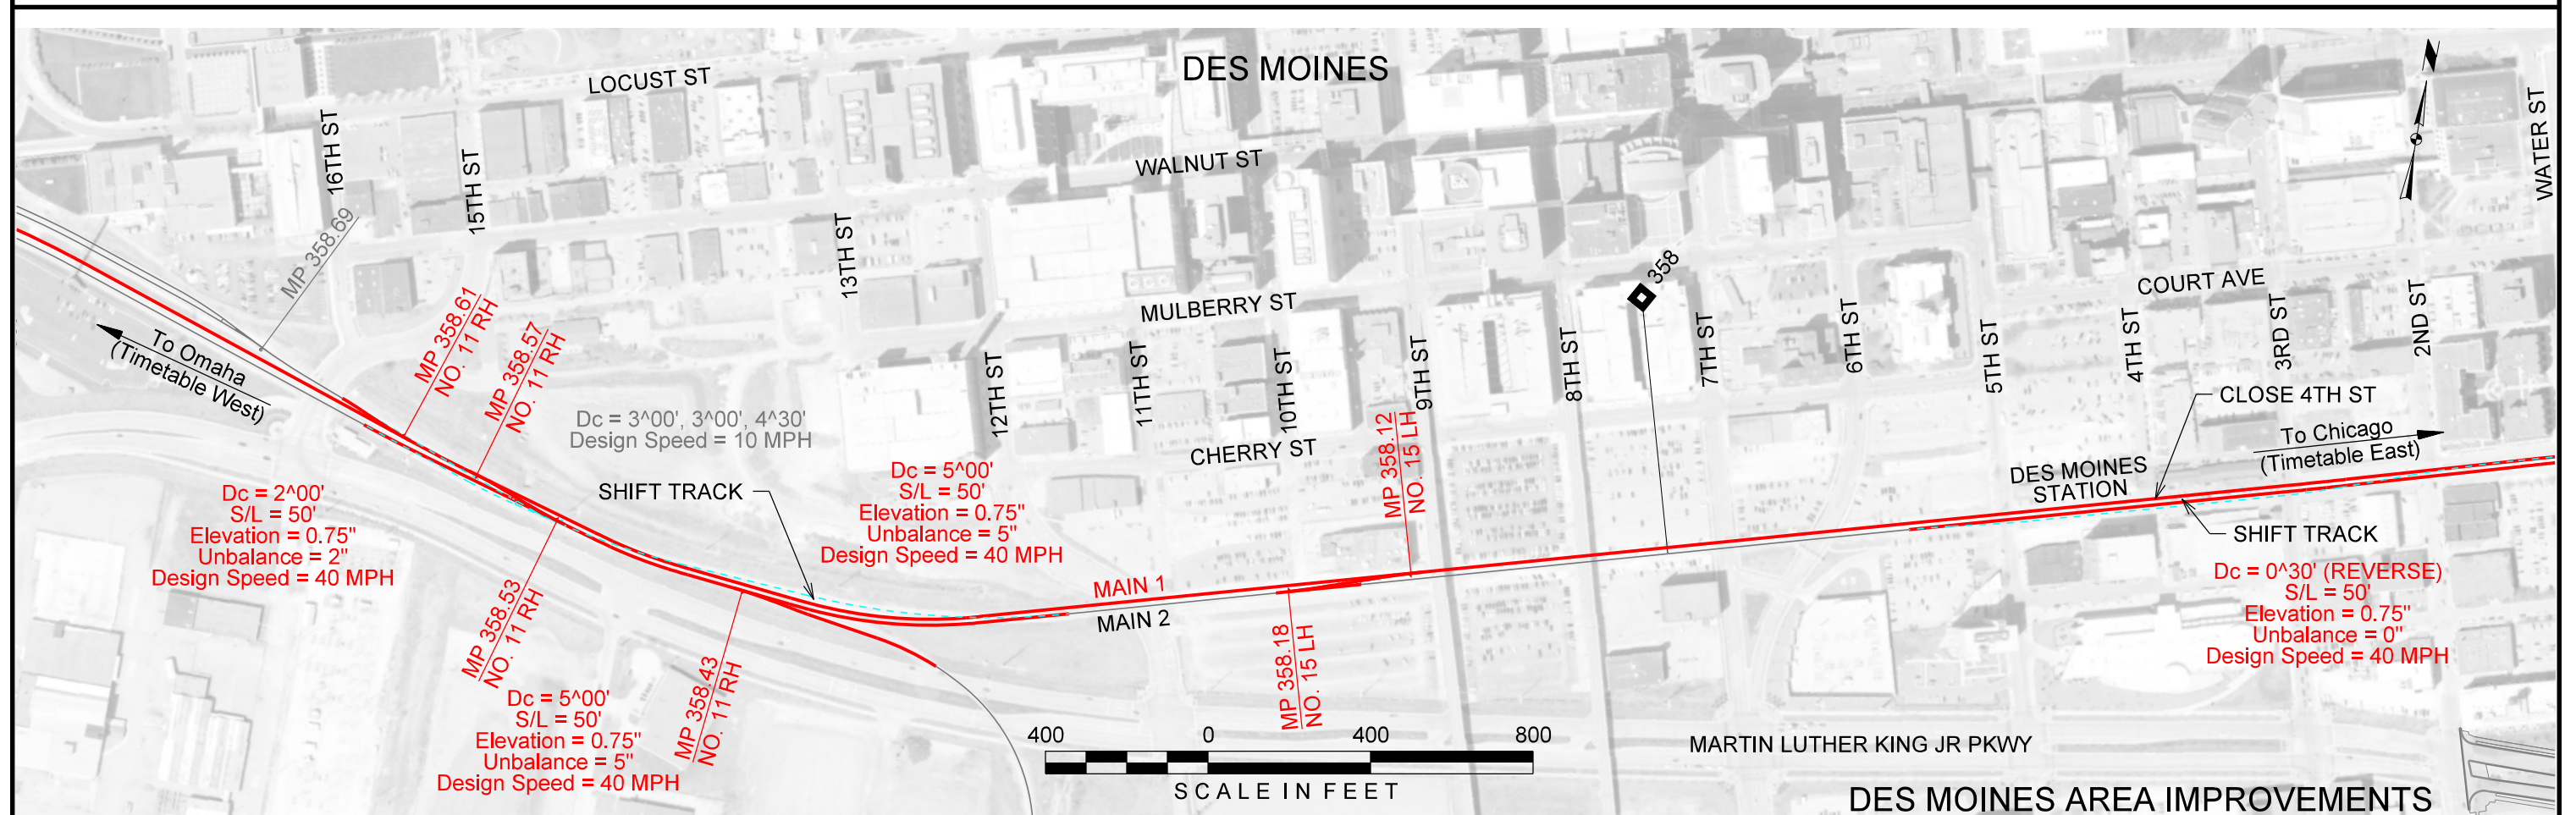 DES MOINES
LOCUST ST
WALNUT ST
MULBERRY ST
CHERRY ST
COURT AVE
16TH ST
15TH ST
13TH ST
12TH ST
11TH ST
10TH ST
9TH ST
8TH ST
7TH ST
6TH ST
5TH ST
4TH ST
3RD ST
2ND ST
WATER ST
N
358
MP 358.69
MP 358.61
NO. 11 RH
MP 358.57
NO. 11 RH
To Omaha
(Timetable West)
Dc = 3^00', 3^00', 4^30'
Design Speed = 10 MPH
SHIFT TRACK
Dc = 2^00'
S/L = 50'
Elevation = 0.75"
Unbalance = 2"
Design Speed = 40 MPH
Dc = 5^00'
S/L = 50'
Elevation = 0.75"
Unbalance = 5"
Design Speed = 40 MPH
MP 358.53
NO. 11 RH
MP 358.43
NO. 11 RH
Dc = 5^00'
S/L = 50'
Elevation = 0.75"
Unbalance = 5"
Design Speed = 40 MPH
MAIN 1
MAIN 2
MP 358.12
NO. 15 LH
MP 358.18
NO. 15 LH
CLOSE 4TH ST
To Chicago
(Timetable East)
DES MOINES
STATION
SHIFT TRACK
Dc = 0^30' (REVERSE)
S/L = 50'
Elevation = 0.75"
Unbalance = 0"
Design Speed = 40 MPH
400 0 400 800
SCALE IN FEET
MARTIN LUTHER KING JR PKWY
DES MOINES AREA IMPROVEMENTS